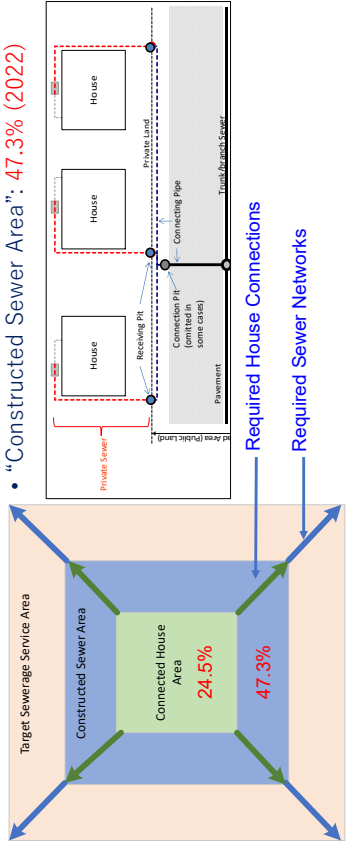 • “Constructed Sewer Area”: 47.3% (2022)
Target Sewerage Service Area
Constructed Sewer Area
Connected House
Area
24.5%
47.3%
Private Sewer
House
House
House
Receiving Pit
Private Land
Connection Pit
(omitted in
some cases)
Connecting Pipe
Pavement
Trunk/branch Sewer
ad Area (Public Land)
Required House Connections
Required Sewer Networks